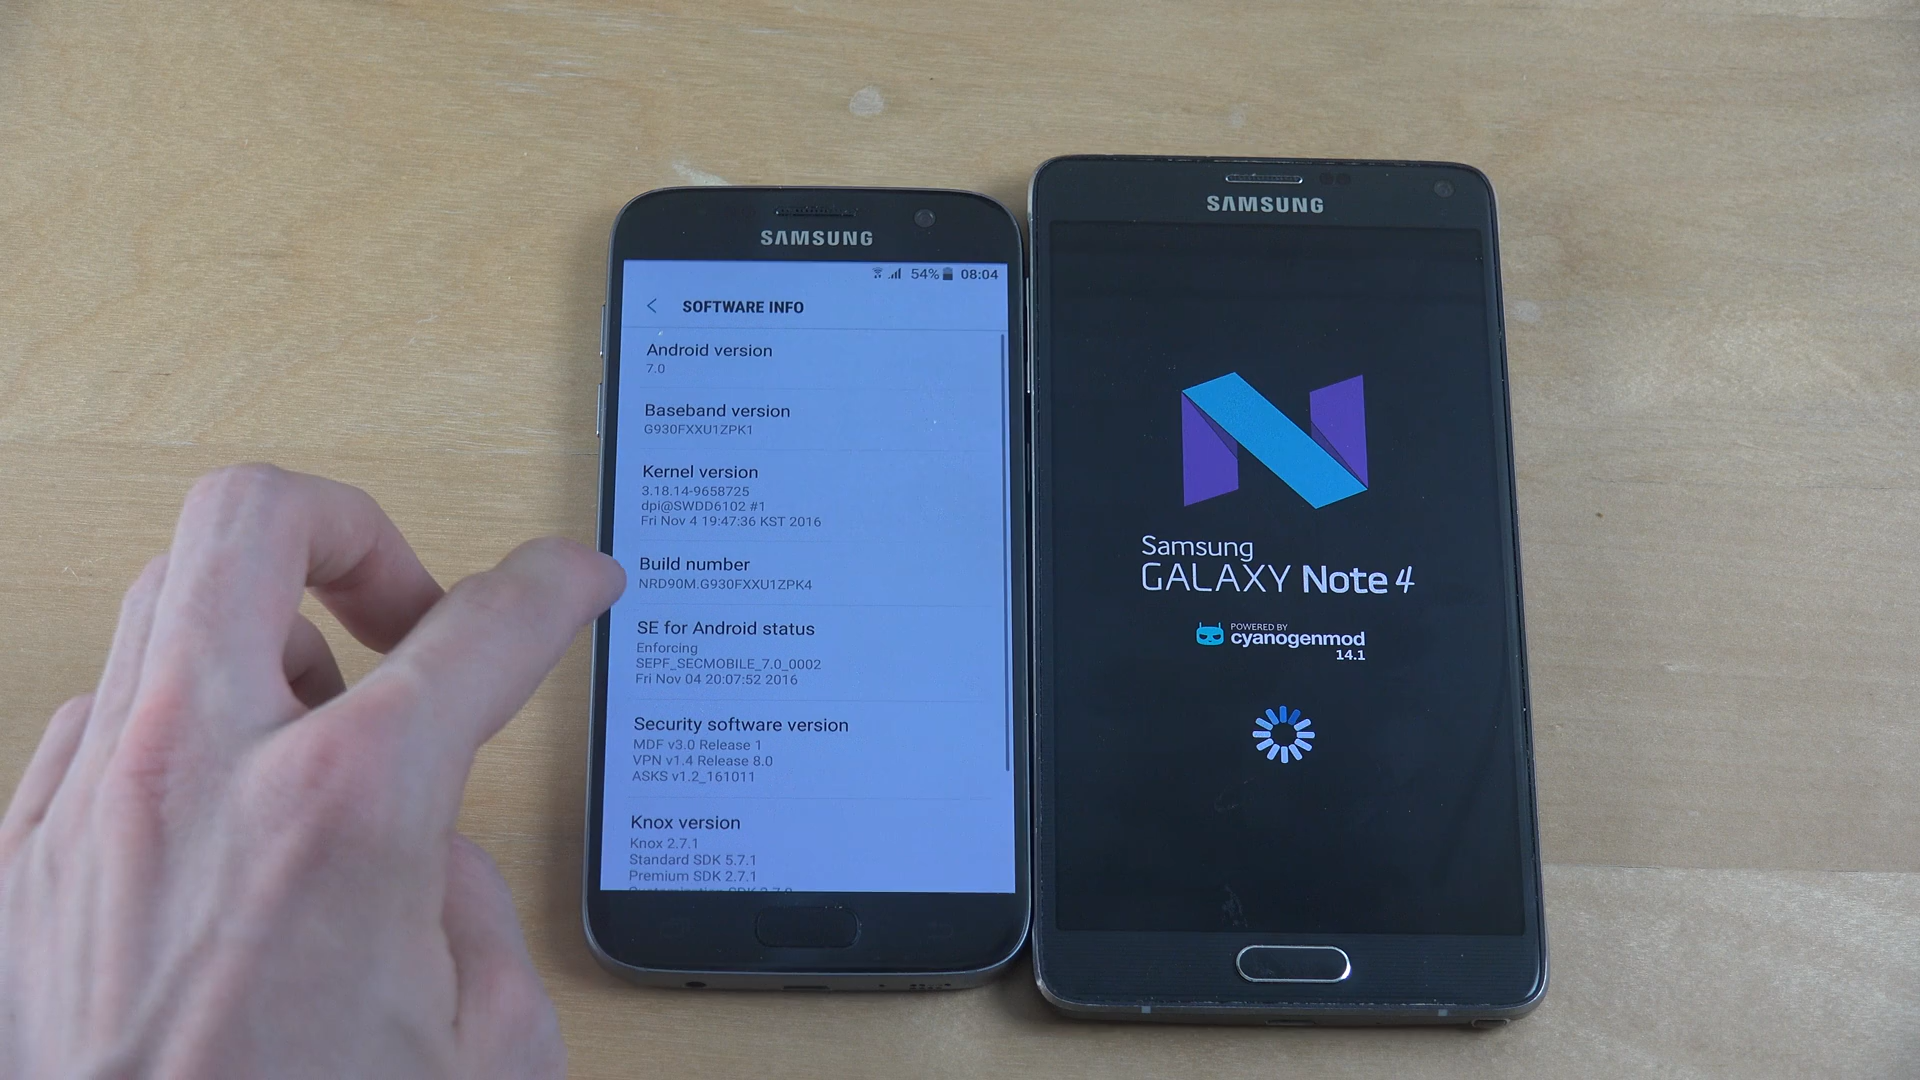 SAMSUNG
54% 08:04
SOFTWARE INFO
Android version
7.0
Baseband version
G930FXXU1ZPK1
Kernel version
3.18.14-9658725
dpi@SWDD6102 #1
Fri Nov 4 19:47:36 KST 2016
Build number
NRD90M.G930FXXU1ZPK4
SE for Android status
Enforcing
SEPF_SECMOBILE_7.0_0002
Fri Nov 04 20:07:52 2016
Security software version
MDF v3.0 Release 1
VPN v1.4 Release 8.0
ASKS v1.2_161011
Knox version
Knox 2.7.1
Standard SDK 5.7.1
Premium SDK 2.7.1
SAMSUNG
Samsung
GALAXY Note 4
POWERED BY
cyanogenmod
14.1